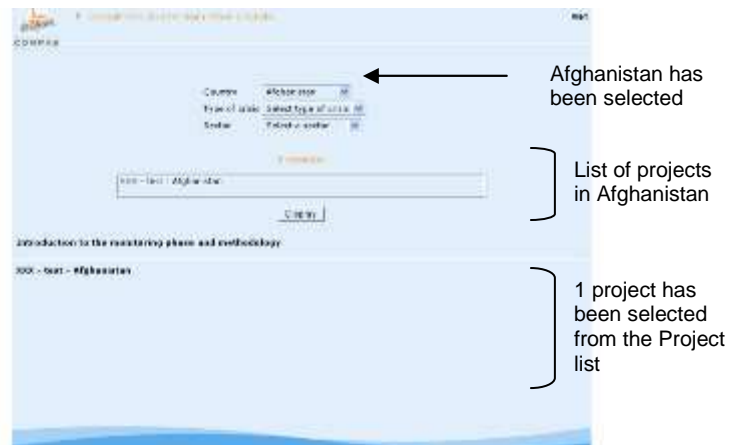 COMPAS
Country Afghanistan
Type of crisis Select type of crisis
Sector Select a sector
XXX - test - Afghanistan
Display
Introduction to the monitoring phase and methodology
XXX - test - Afghanistan
Afghanistan has
been selected
List of projects
in Afghanistan
1 project has
been selected
from the Project
list